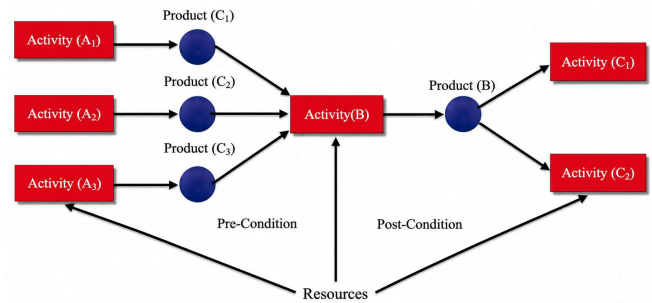 Product (C₁)
Activity (A₁)
Activity (C₁)
Product (C₂)
Product (B)
Activity (A₂)
Activity(B)
Product (C₃)
Activity (A₃)
Activity (C₂)
Pre-Condition
Post-Condition
Resources